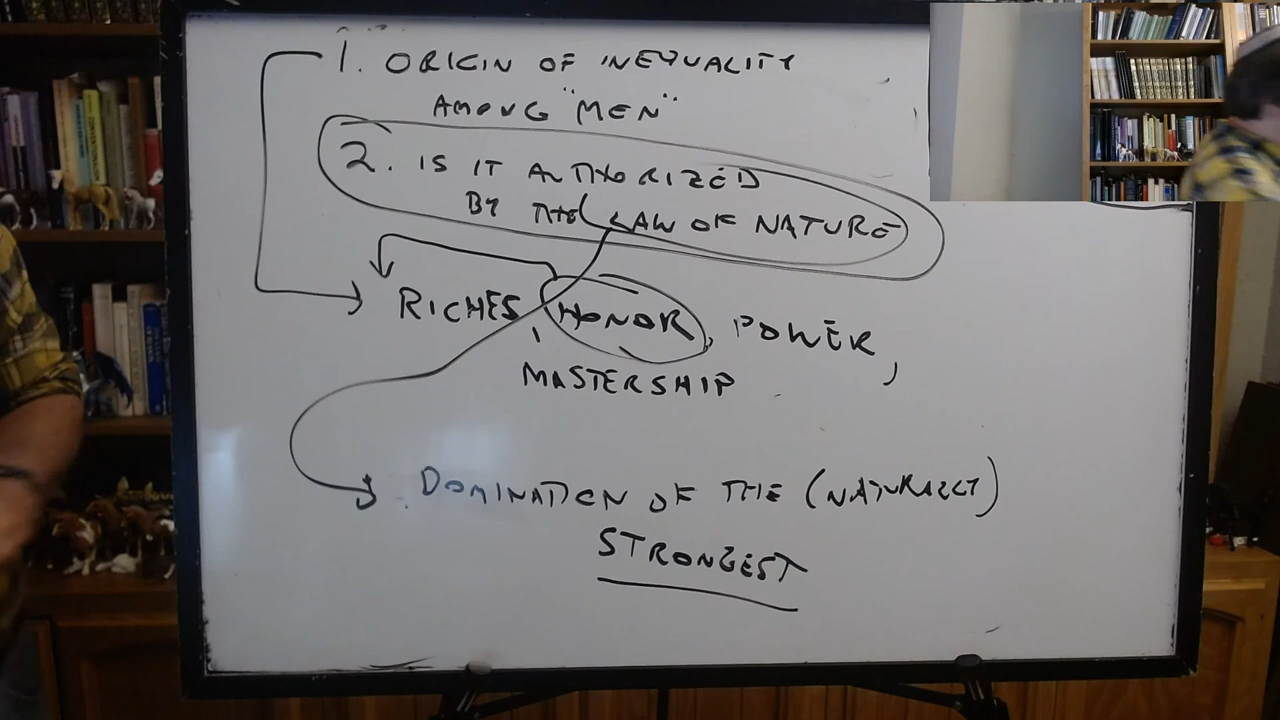 1. ORIGIN OF INEQUALITY
AMONG "MEN"
2. IS IT AUTHORIZED
BY THE LAW OF NATURE
RICHES, HONOR, POWER,
MASTERSHIP
DOMINATION OF THE (NATURALLY)
STRONGEST